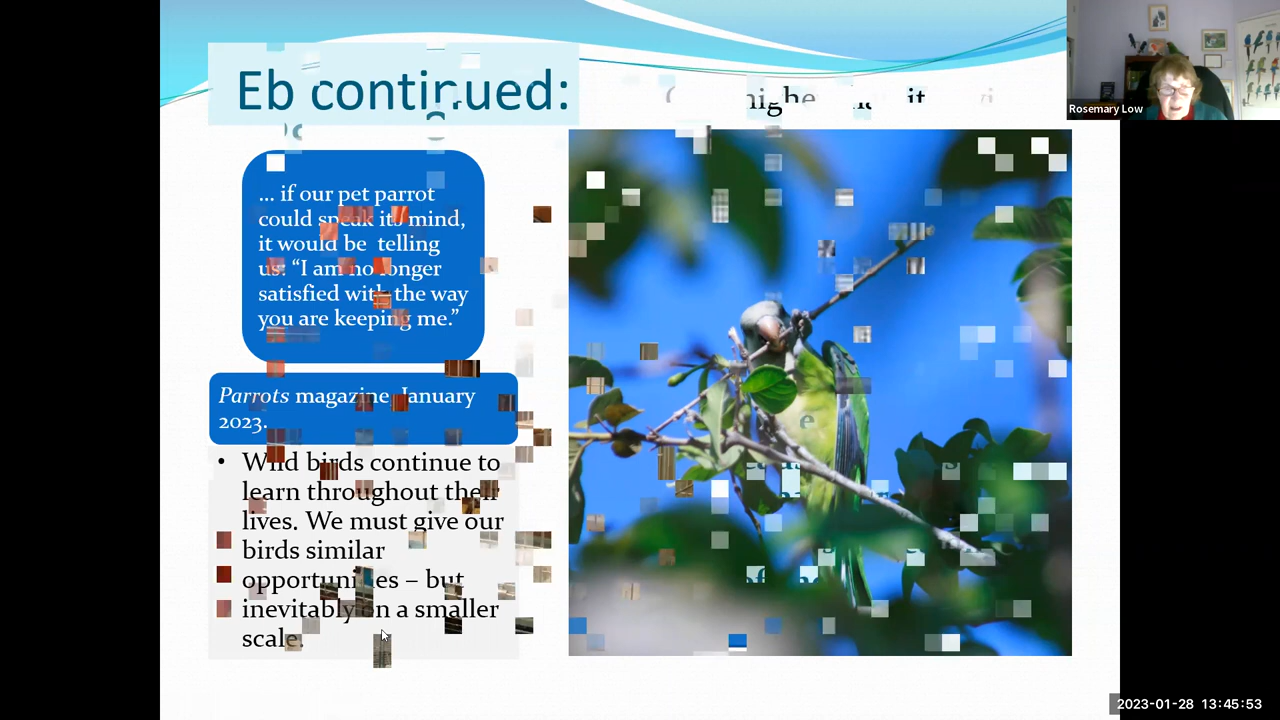 Eb continued:
... if our pet parrot
could speak its mind,
it would be telling
us: “I am no longer
satisfied with the way
you are keeping me.”
Parrots magazine January
2023.
• Wild birds continue to
learn throughout their
lives. We must give our
birds similar
opportunities – but
inevitably on a smaller
scale.
Rosemary Low
2023-01-28 13:45:53